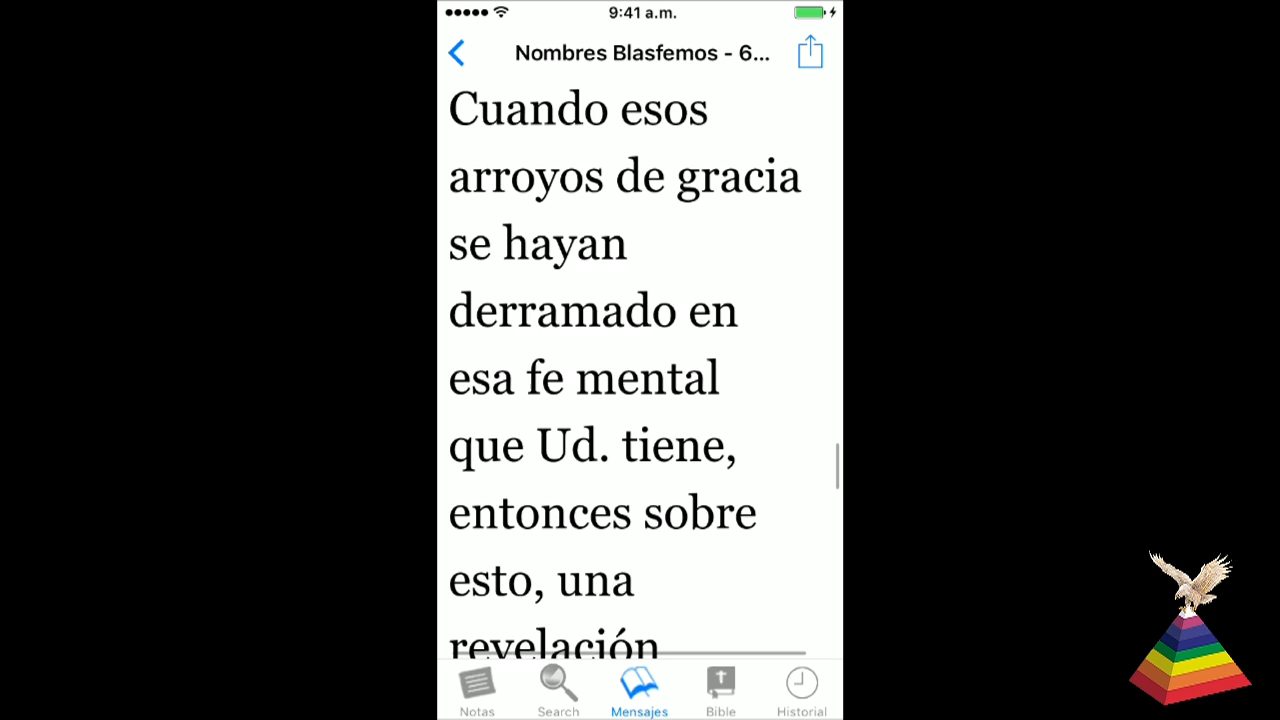 9:41 a.m.
Nombres Blasfemos - 6...
Cuando esos
arroyos de gracia
se hayan
derramado en
esa fe mental
que Ud. tiene,
entonces sobre
esto, una
revelación
Notas Search Mensajes Bible Historial